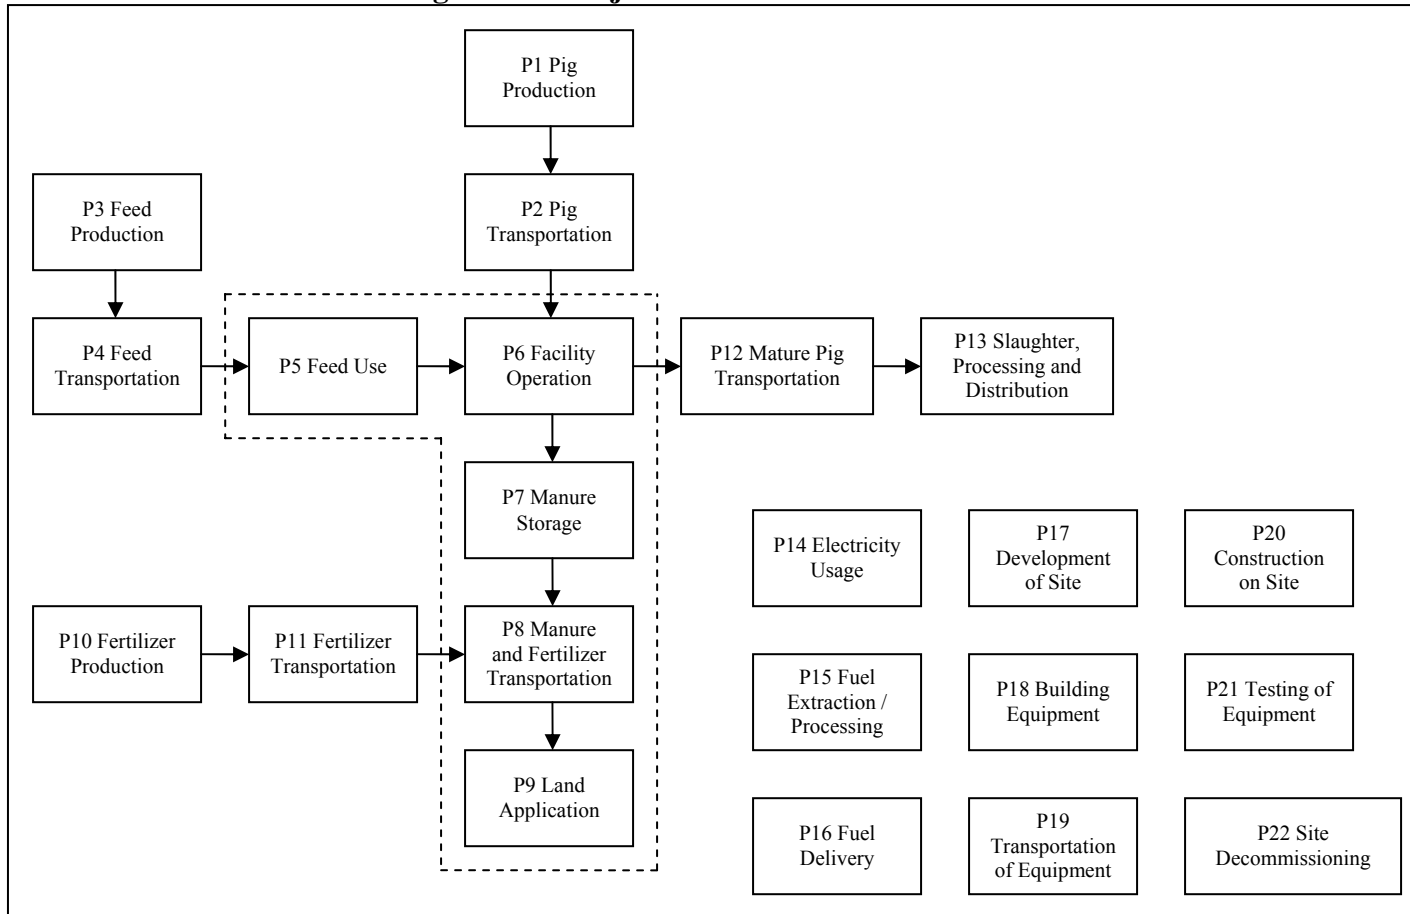 P1 Pig
Production
P3 Feed
Production
P2 Pig
Transportation
P4 Feed
Transportation
P5 Feed Use
P6 Facility
Operation
P12 Mature Pig
Transportation
P13 Slaughter,
Processing and
Distribution
P7 Manure
Storage
P14 Electricity
Usage
P17
Development
of Site
P20
Construction
on Site
P10 Fertilizer
Production
P11 Fertilizer
Transportation
P8 Manure
and Fertilizer
Transportation
P15 Fuel
Extraction /
Processing
P18 Building
Equipment
P21 Testing of
Equipment
P9 Land
Application
P16 Fuel
Delivery
P19
Transportation
of Equipment
P22 Site
Decommissioning